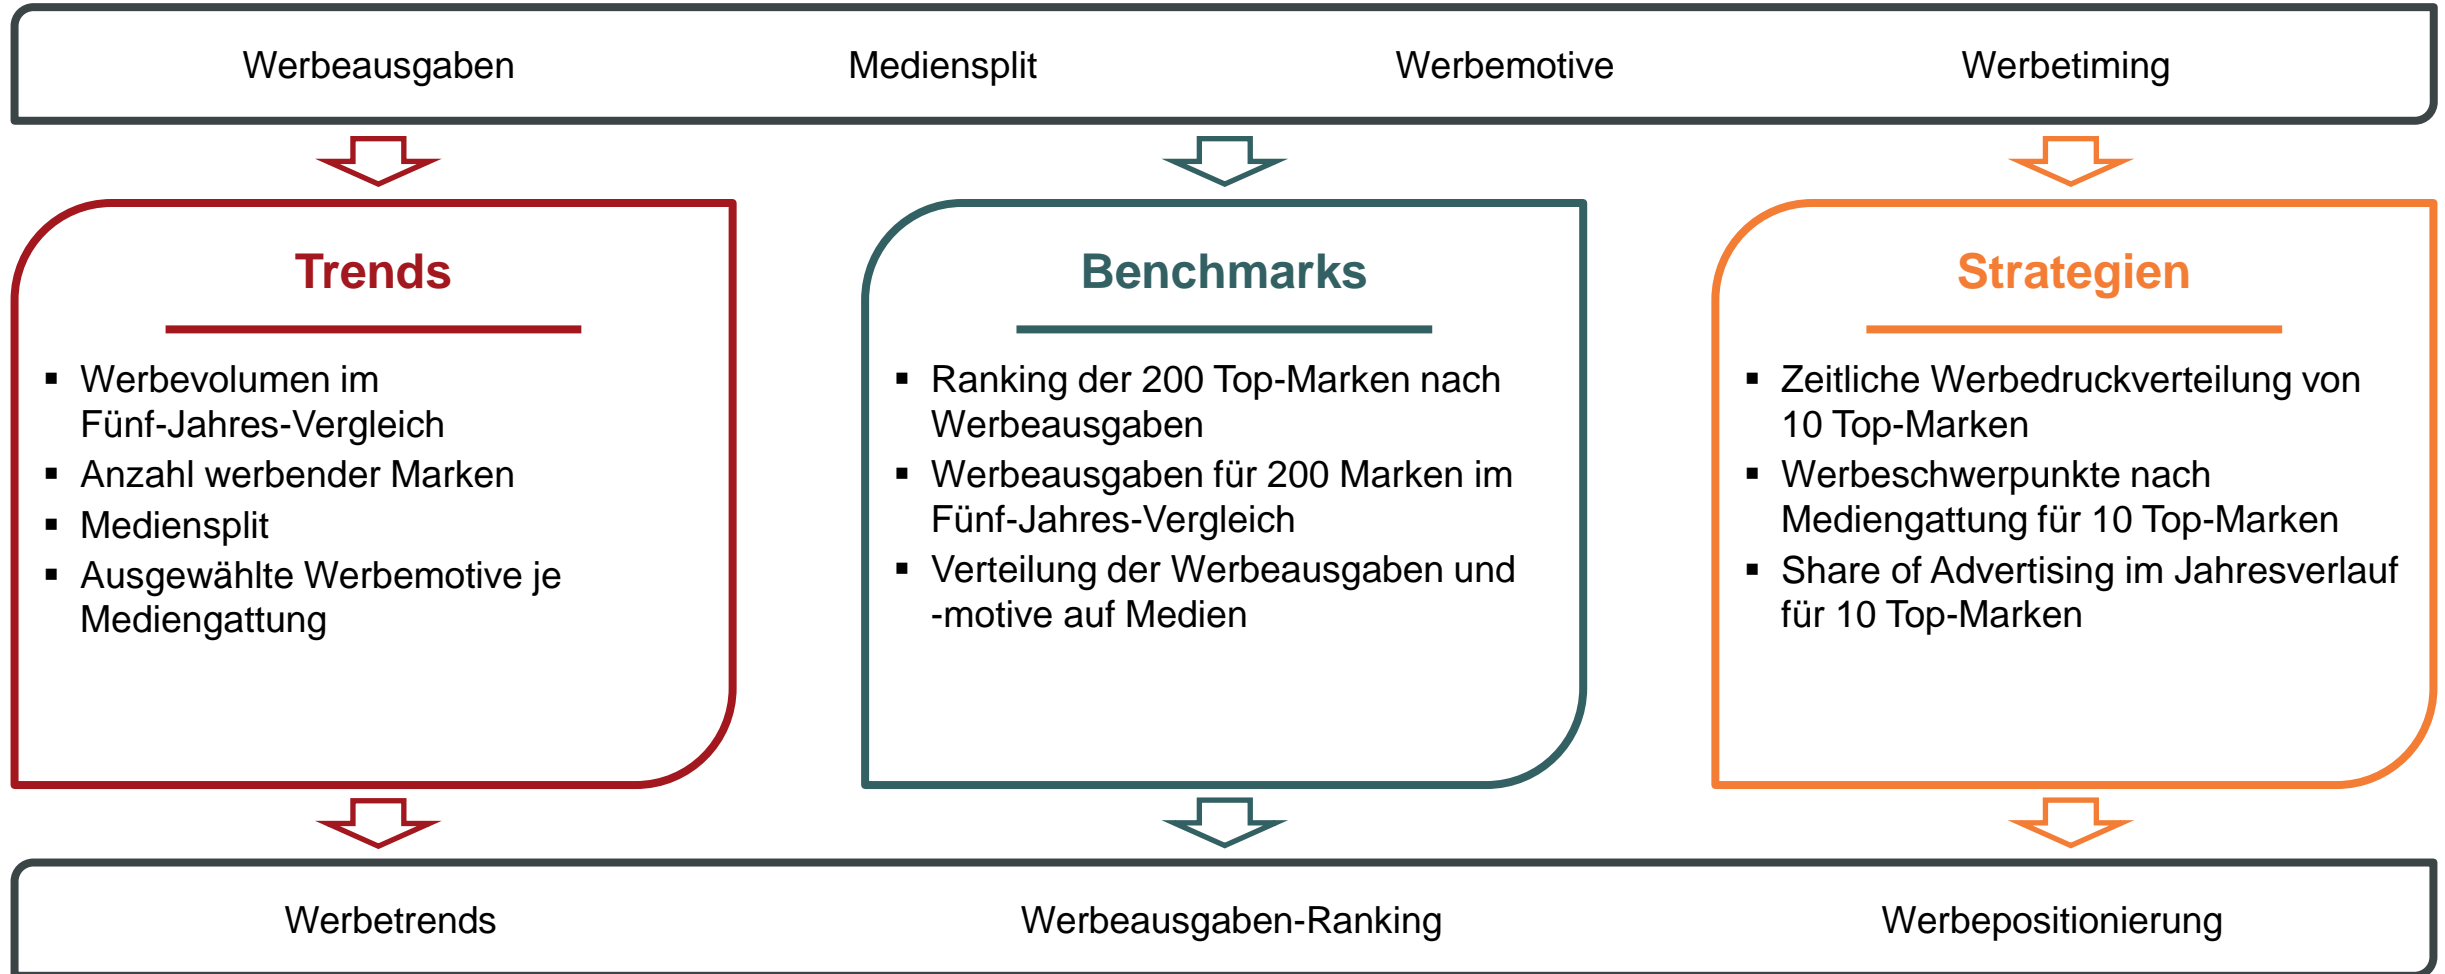 Werbeausgaben Mediensplit Werbemotive Werbetiming
Trends
▪ Werbevolumen im
Fünf-Jahres-Vergleich
▪ Anzahl werbender Marken
▪ Mediensplit
▪ Ausgewählte Werbemotive je
Mediengattung
Benchmarks
▪ Ranking der 200 Top-Marken nach
Werbeausgaben
▪ Werbeausgaben für 200 Marken im
Fünf-Jahres-Vergleich
▪ Verteilung der Werbeausgaben und
-motive auf Medien
Strategien
▪ Zeitliche Werbedruckverteilung von
10 Top-Marken
▪ Werbeschwerpunkte nach
Mediengattung für 10 Top-Marken
▪ Share of Advertising im Jahresverlauf
für 10 Top-Marken
Werbetrends Werbeausgaben-Ranking Werbepositionierung